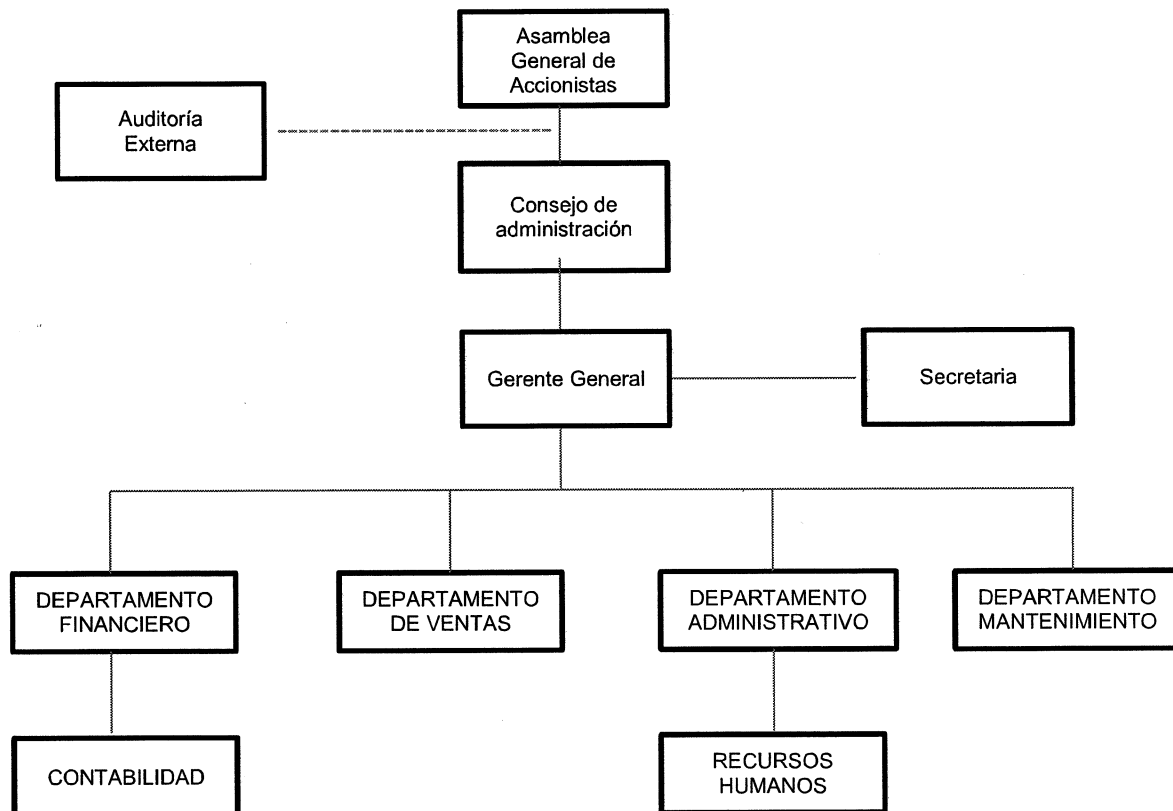 Asamblea
General de
Accionistas
Auditoría
Externa
Consejo de
administración
Gerente General
Secretaria
DEPARTAMENTO
FINANCIERO
DEPARTAMENTO
DE VENTAS
DEPARTAMENTO
ADMINISTRATIVO
DEPARTAMENTO
MANTENIMIENTO
CONTABILIDAD
RECURSOS
HUMANOS